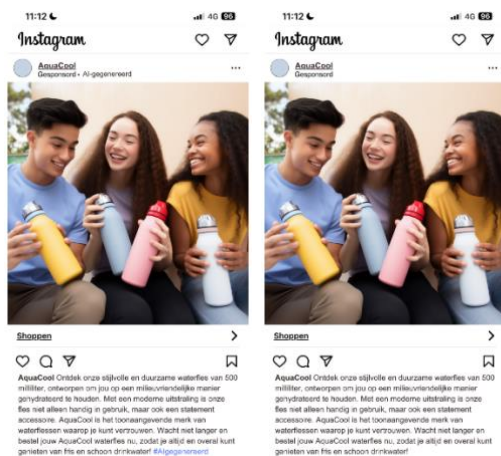 11:12
4G 96
Instagram
AquaCool
Gesponsord • AI-gegenereerd
Shoppen
AquaCool Ontdek onze stijlvolle en duurzame waterfles van 500
milliliter, ontworpen om jou op een milieuvriendelijke manier
gehydrateerd te houden. Met een moderne uitstraling is onze
fles niet alleen handig in gebruik, maar ook een statement
accessoire. AquaCool is het toonaangevende merk van
waterflessen waarop je kunt vertrouwen. Wacht niet langer en
bestel jouw AquaCool waterfles nu, zodat je altijd en overal kunt
genieten van fris en schoon drinkwater! #AIgegenereerd
11:12
4G 96
Instagram
AquaCool
Gesponsord
Shoppen
AquaCool Ontdek onze stijlvolle en duurzame waterfles van 500
milliliter, ontworpen om jou op een milieuvriendelijke manier
gehydrateerd te houden. Met een moderne uitstraling is onze
fles niet alleen handig in gebruik, maar ook een statement
accessoire. AquaCool is het toonaangevende merk van
waterflessen waarop je kunt vertrouwen. Wacht niet langer en
bestel jouw AquaCool waterfles nu, zodat je altijd en overal kunt
genieten van fris en schoon drinkwater!